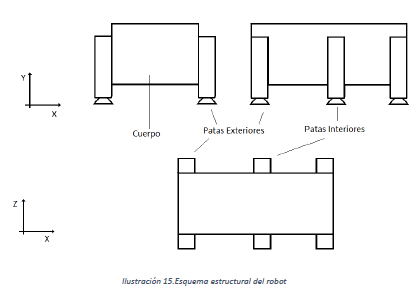 Y
X
Y
X
Cuerpo
Patas Exteriores
Patas Interiores
Z
X
Ilustración 15.Esquema estructural del robot